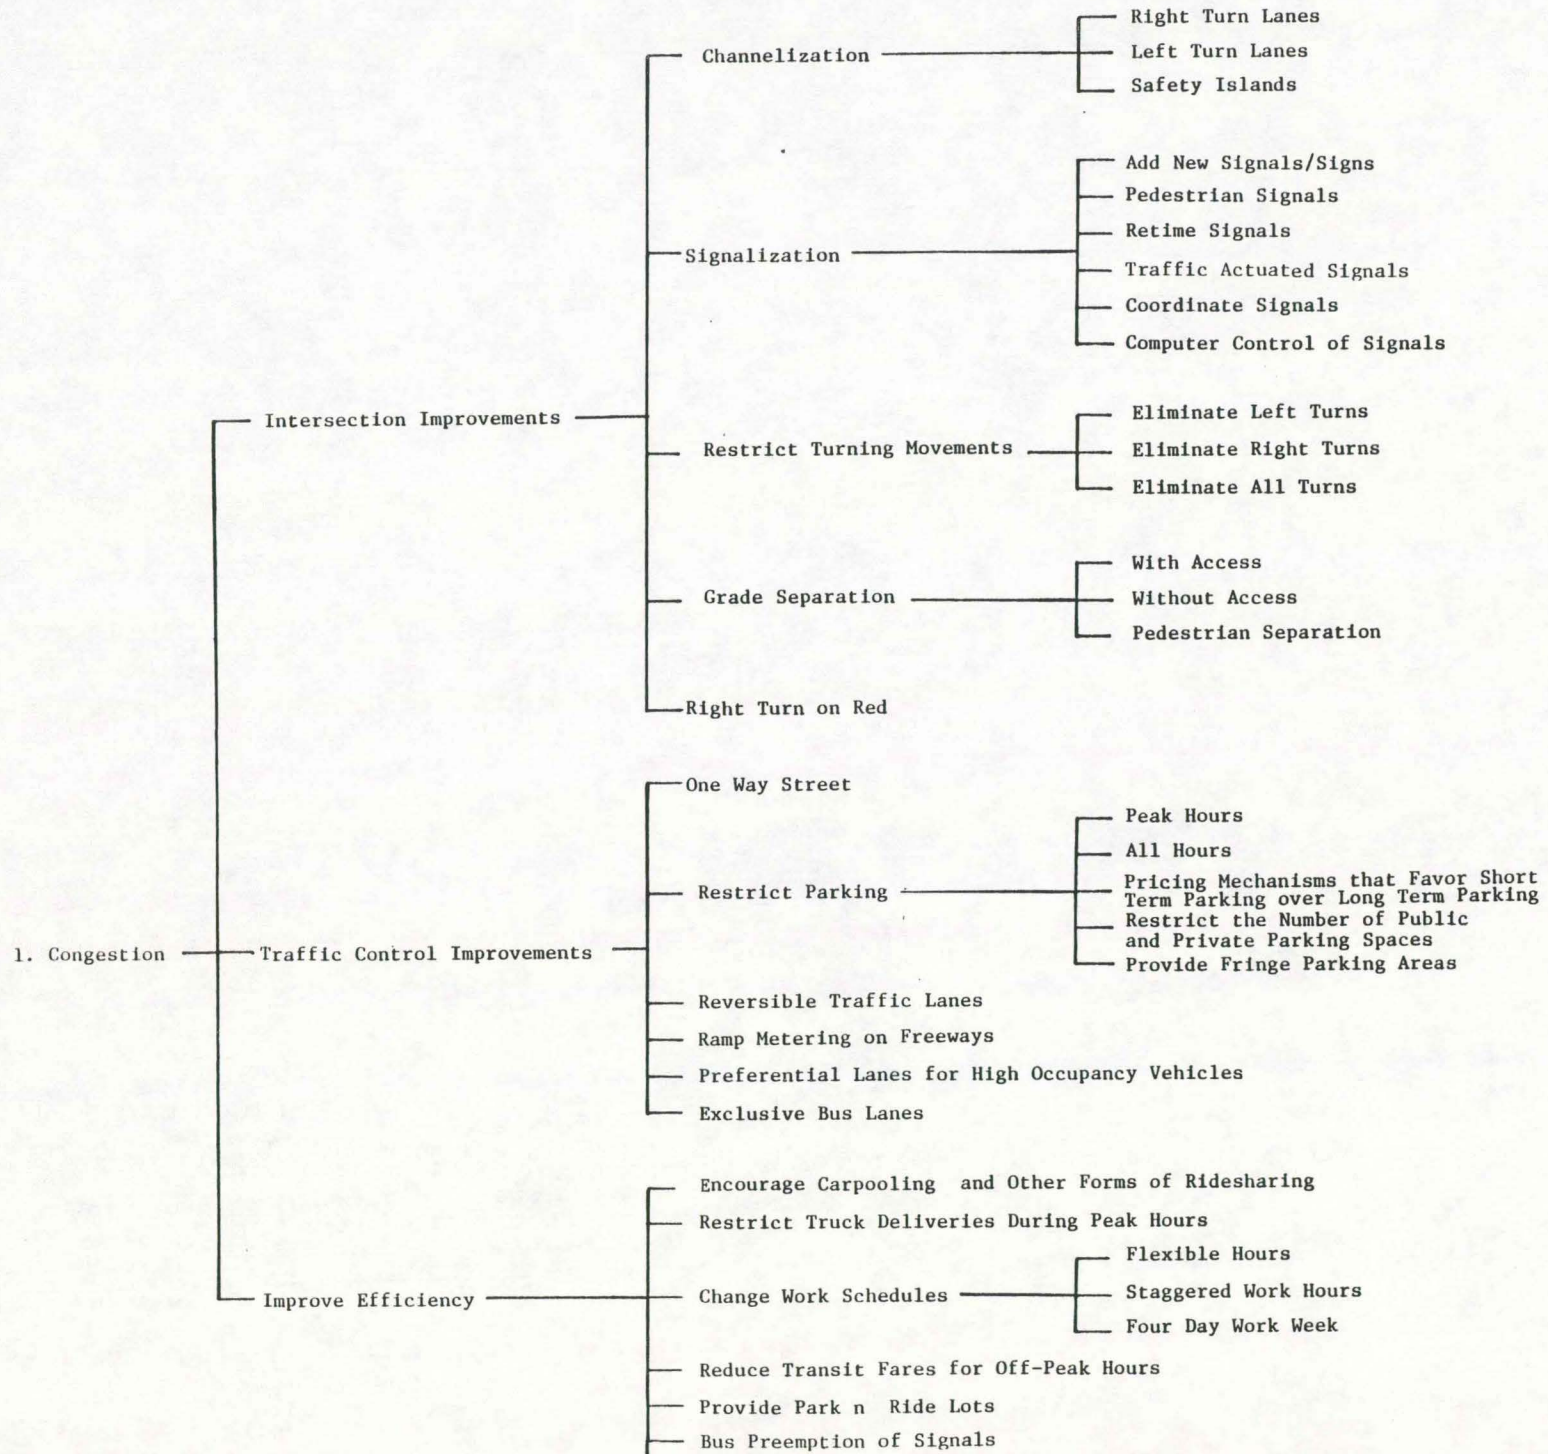 Right Turn Lanes
Channelization
Left Turn Lanes
Safety Islands
Add New Signals/Signs
Pedestrian Signals
Retime Signals
Signalization
Traffic Actuated Signals
Coordinate Signals
Computer Control of Signals
Intersection Improvements
Eliminate Left Turns
Restrict Turning Movements
Eliminate Right Turns
Eliminate All Turns
With Access
Grade Separation
Without Access
Pedestrian Separation
Right Turn on Red
One Way Street
Peak Hours
All Hours
Restrict Parking
Pricing Mechanisms that Favor Short
Term Parking over Long Term Parking
Restrict the Number of Public
and Private Parking Spaces
Provide Fringe Parking Areas
1. Congestion
Traffic Control Improvements
Reversible Traffic Lanes
Ramp Metering on Freeways
Preferential Lanes for High Occupancy Vehicles
Exclusive Bus Lanes
Encourage Carpooling and Other Forms of Ridesharing
Restrict Truck Deliveries During Peak Hours
Flexible Hours
Improve Efficiency
Change Work Schedules
Staggered Work Hours
Four Day Work Week
Reduce Transit Fares for Off-Peak Hours
Provide Park n Ride Lots
Bus Preemption of Signals